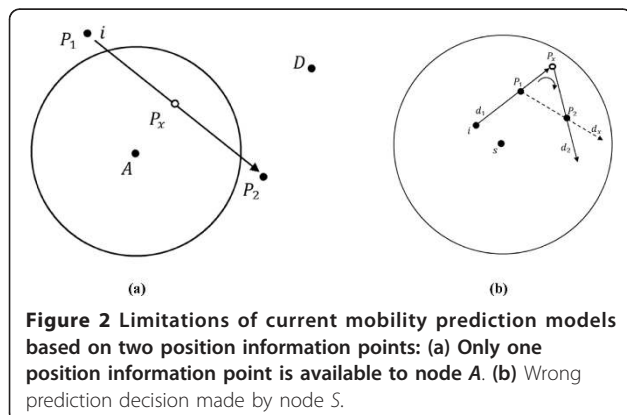 P₁ i
D
Pₓ
A
P₂
(a)
Pₓ
P₁
d₁
P₂
i
dₓ
s
d₂
(b)
Figure 2 Limitations of current mobility prediction models
based on two position information points: (a) Only one
position information point is available to node A. (b) Wrong
prediction decision made by node S.